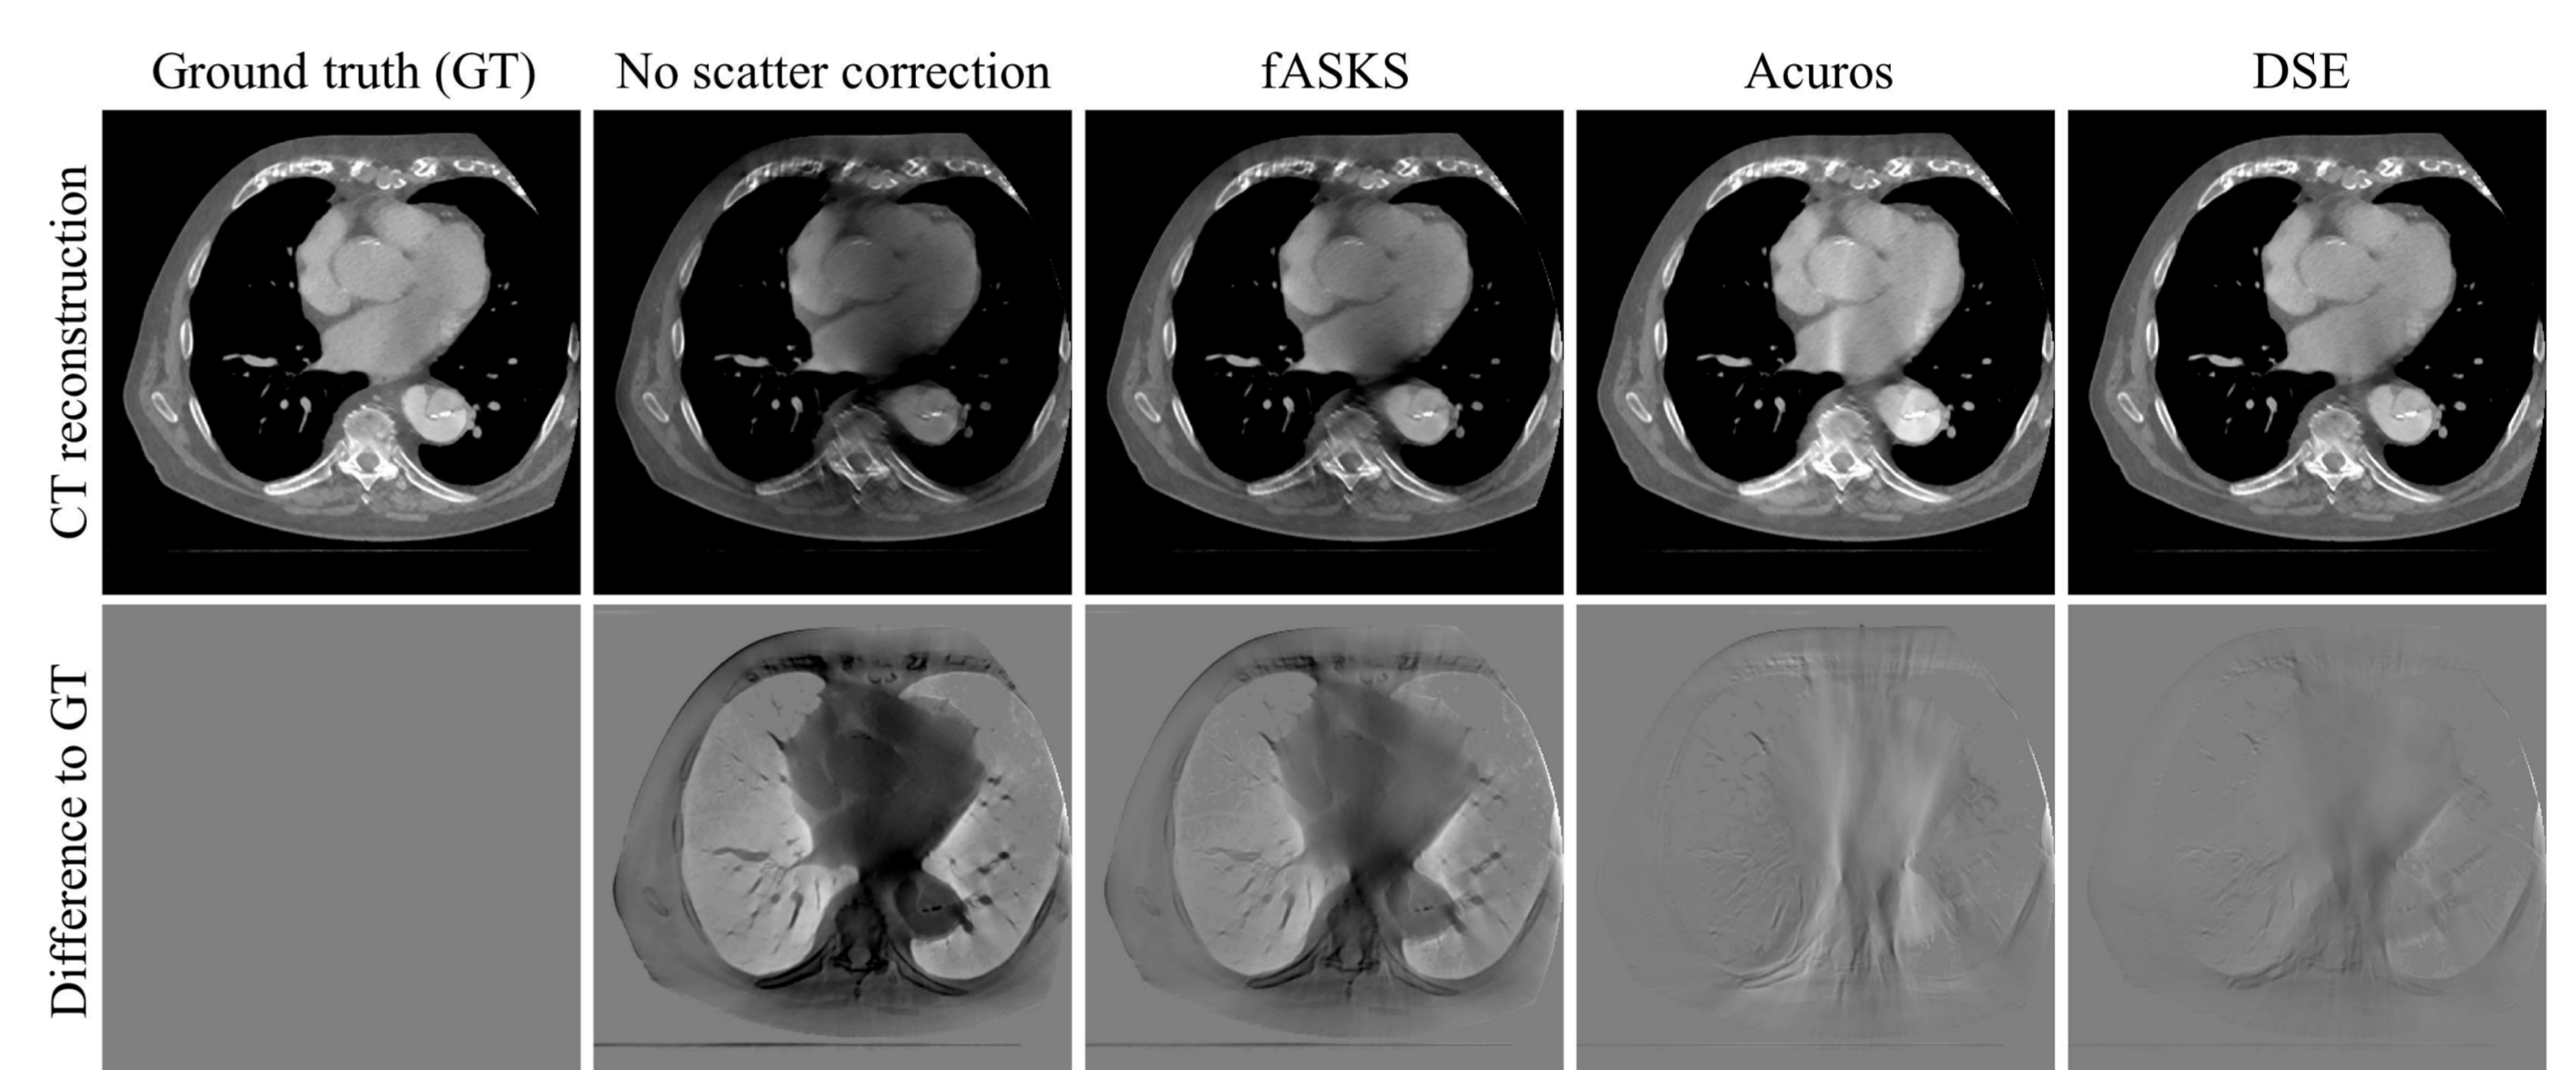 Ground truth (GT)
No scatter correction
fASKS
Acuros
DSE
CT reconstruction
Difference to GT